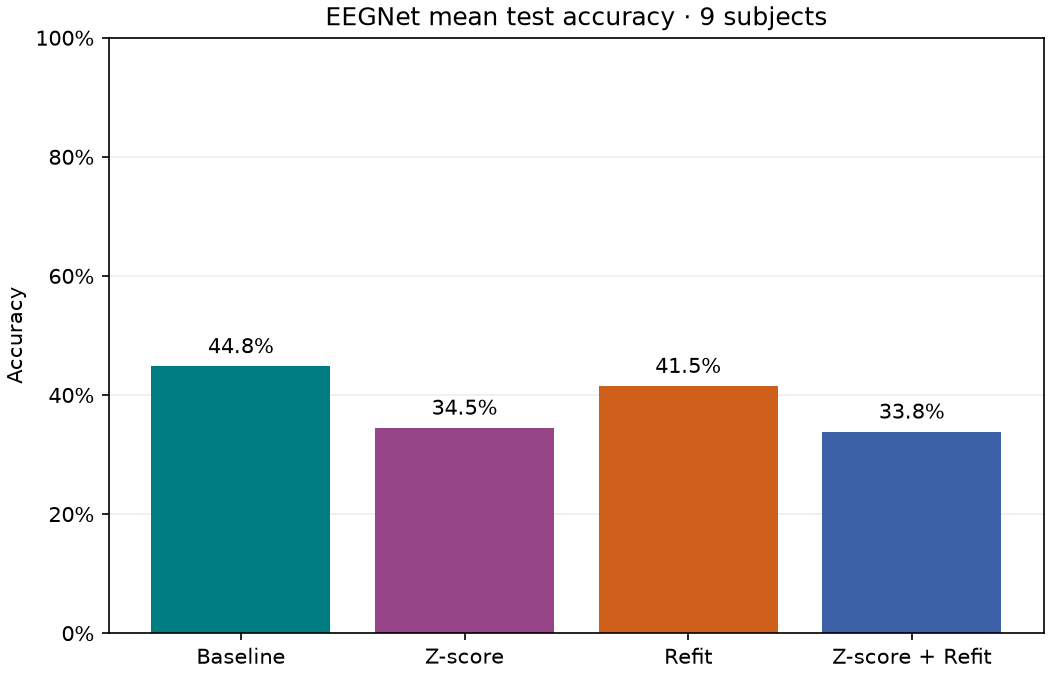 EEGNet mean test accuracy · 9 subjects
100%
80%
60%
40%
20%
0%
Accuracy
44.8%
34.5%
41.5%
33.8%
Baseline
Z-score
Refit
Z-score + Refit